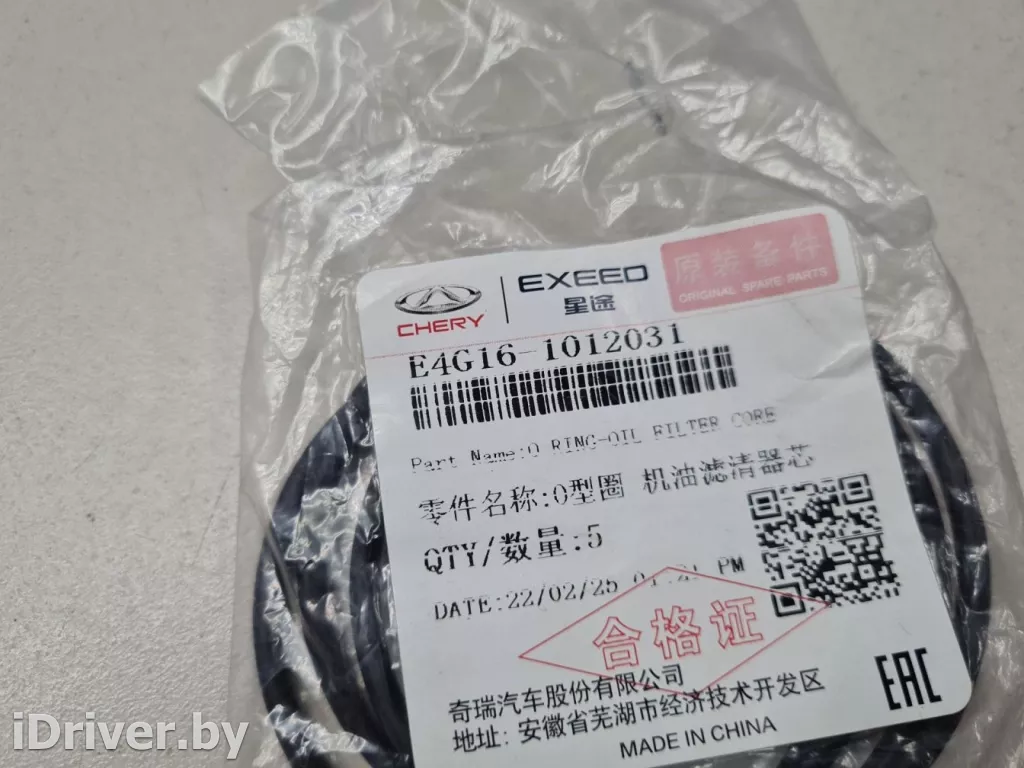 CHERY
EXEED
星途
原装备件
ORIGINAL SPARE PARTS
E4G16-1012031
Part Name:O RING-OIL FILTER CORE
零件名称:O型圈 机油滤清器芯
QTY/数量:5
DATE:22/02/25 01:21 PM
合格证
奇瑞汽车股份有限公司
地址: 安徽省芜湖市经济技术开发区
MADE IN CHINA
EAC
iDriver.by